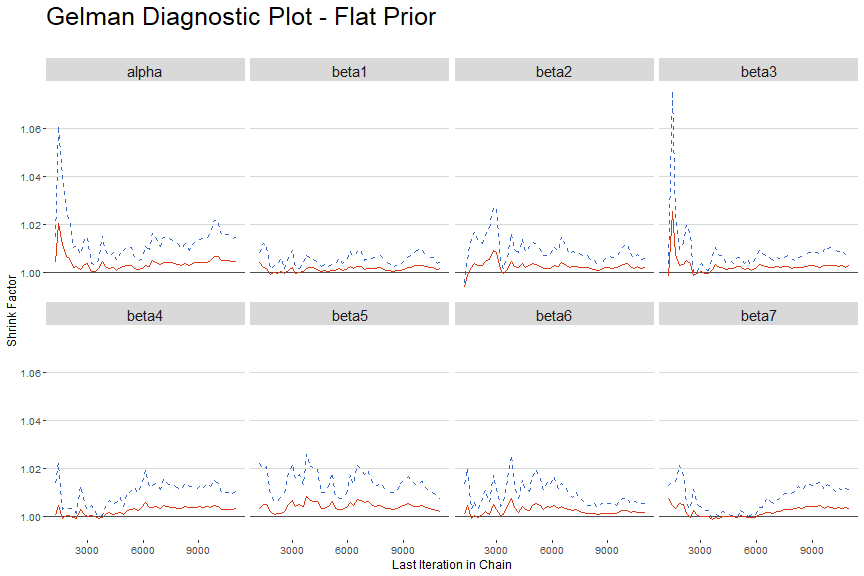 Gelman Diagnostic Plot - Flat Prior
alpha beta1 beta2 beta3
1.06
1.04
1.02
1.00
Shrink Factor
beta4 beta5 beta6 beta7
1.06
1.04
1.02
1.00
3000 6000 9000 3000 6000 9000 3000 6000 9000 3000 6000 9000
Last Iteration in Chain